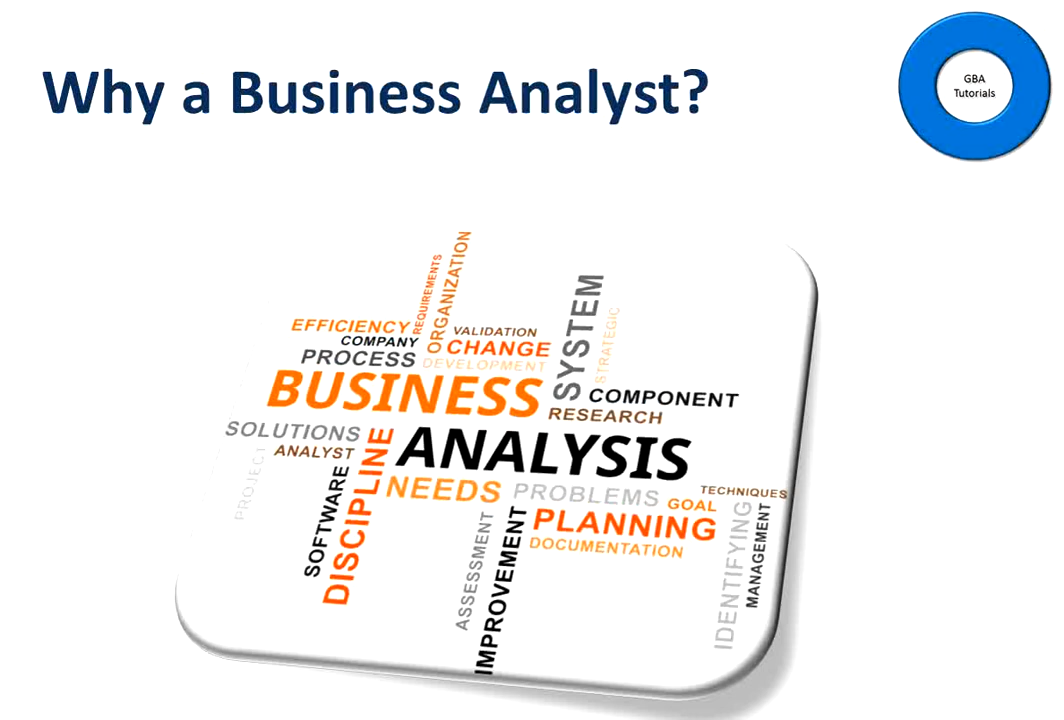 Why a Business Analyst?
GBA
Tutorials
ORGANIZATION
REQUIREMENTS
EFFICIENCY
COMPANY
PROCESS
VALIDATION
CHANGE
DEVELOPMENT
SYSTEM
STRATEGIC
BUSINESS
COMPONENT
RESEARCH
SOLUTIONS
ANALYST
ANALYSIS
PROJECT
SOFTWARE
DISCIPLINE
NEEDS
PROBLEMS
GOAL
TECHNIQUES
PLANNING
DOCUMENTATION
ASSESSMENT
IMPROVEMENT
IDENTIFYING
MANAGEMENT